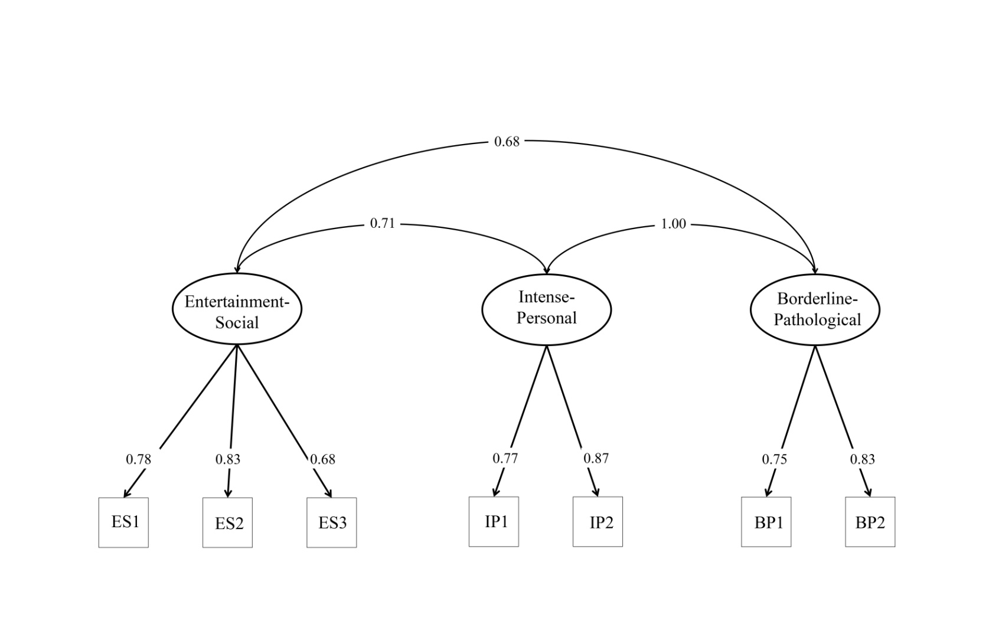 0.68
0.71
1.00
Entertainment-
Social
Intense-
Personal
Borderline-
Pathological
0.78
0.83
0.68
0.77
0.87
0.75
0.83
ES1
ES2
ES3
IP1
IP2
BP1
BP2